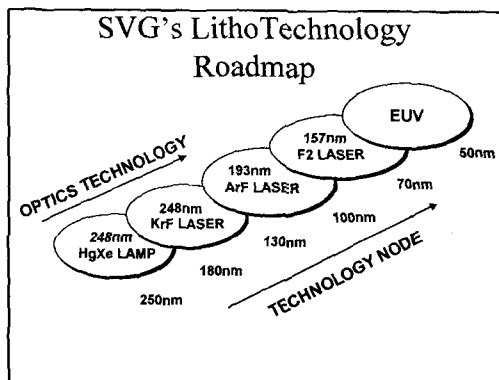 SVG's LithoTechnology
Roadmap
OPTICS TECHNOLOGY
EUV
157nm
F2 LASER
193nm
ArF LASER
248nm
KrF LASER
248nm
HgXe LAMP
50nm
70nm
100nm
130nm
180nm
250nm
TECHNOLOGY NODE